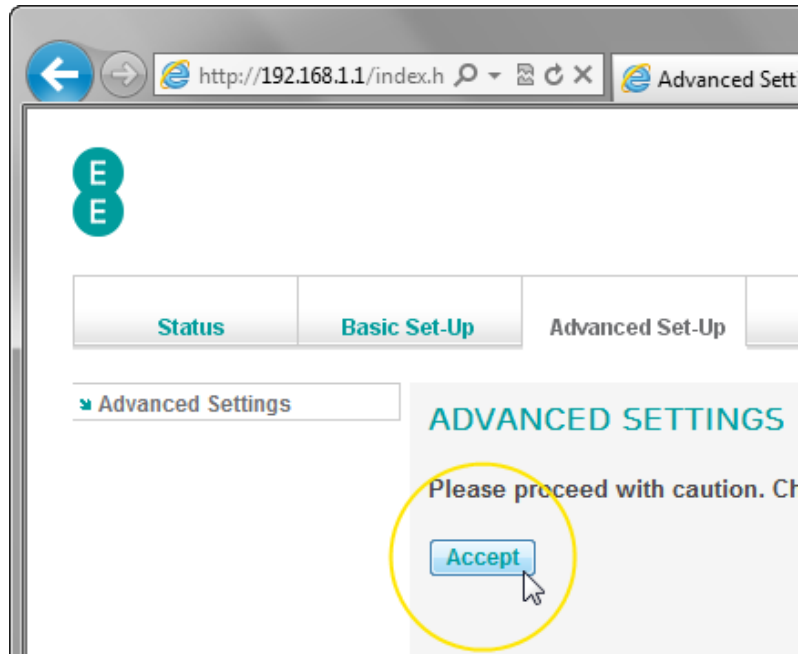 http://192.168.1.1/index.h
Advanced Sett
E
E
Status
Basic Set-Up
Advanced Set-Up
Advanced Settings
ADVANCED SETTINGS
Please proceed with caution. Ch
Accept